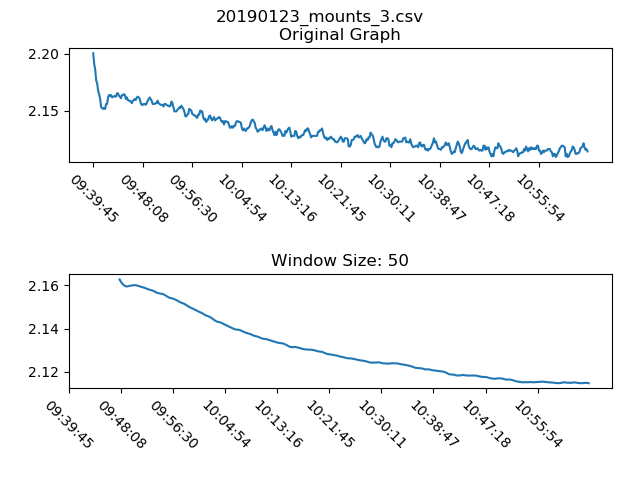 20190123_mounts_3.csv
Original Graph
2.20
2.15
09:39:45 09:48:08 09:56:30 10:04:54 10:13:16 10:21:45 10:30:11 10:38:47 10:47:18 10:55:54
Window Size: 50
2.16
2.14
2.12
09:39:45 09:48:08 09:56:30 10:04:54 10:13:16 10:21:45 10:30:11 10:38:47 10:47:18 10:55:54